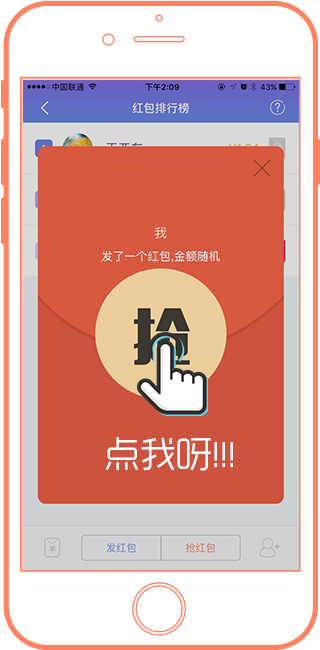 中国联通 下午2:09 43%
红包排行榜
我
发了一个红包,金额随机
抢
点我呀!!!
发红包 抢红包